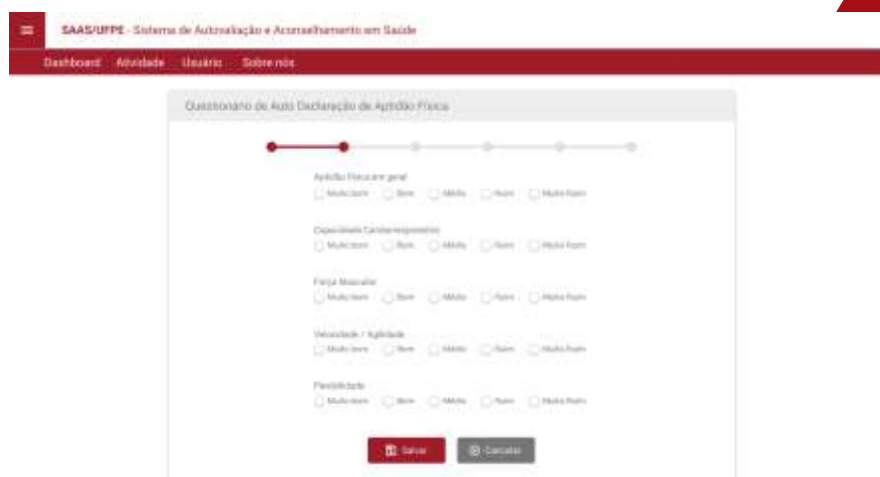 SAAS/UFPE - Sistema de Autovaliação e Aconselhamento em Saúde
Dashboard Atividade Usuário Sobre nós
Questionário de Auto Declaração de Aptidão Física
Aptidão Física em geral
Muito bom Bom Médio Ruim Muito Ruim
Capacidade Cardiorrespiratória
Muito bom Bom Médio Ruim Muito Ruim
Força Muscular
Muito bom Bom Médio Ruim Muito Ruim
Velocidade / Agilidade
Muito bom Bom Médio Ruim Muito Ruim
Flexibilidade
Muito bom Bom Médio Ruim Muito Ruim
Salvar Cancelar